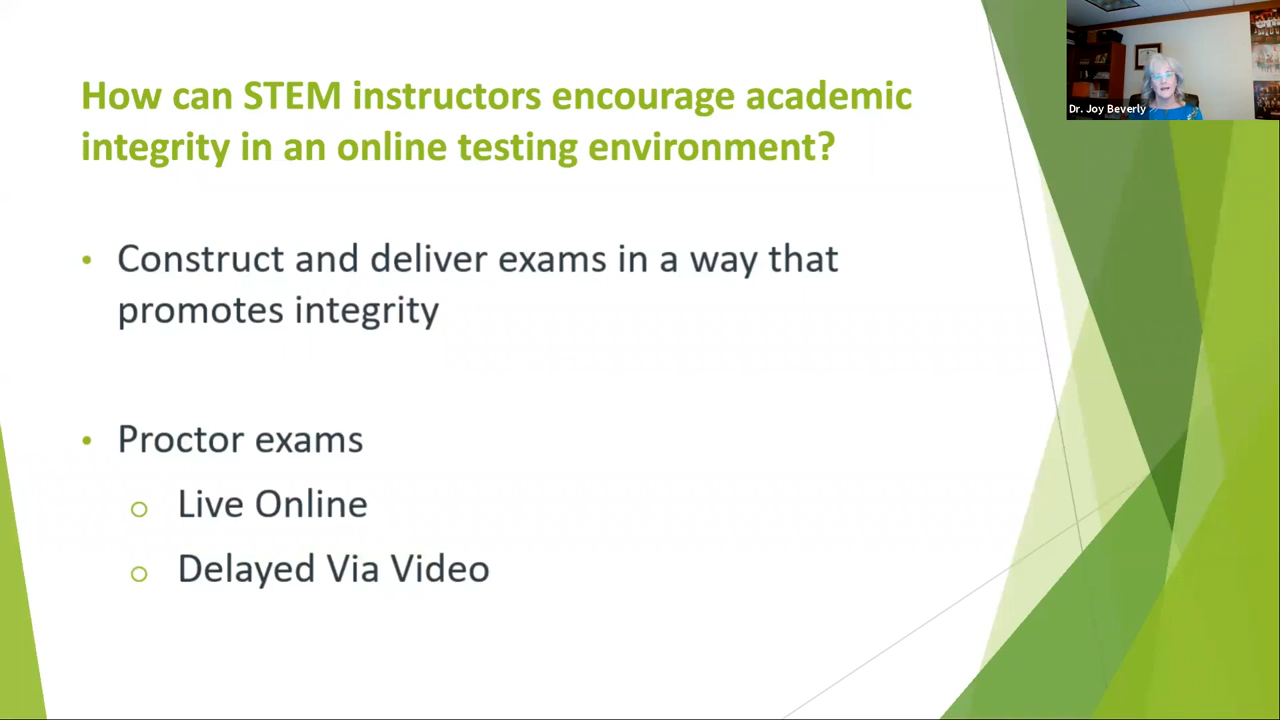 How can STEM instructors encourage academic
integrity in an online testing environment?
• Construct and deliver exams in a way that
promotes integrity
• Proctor exams
o Live Online
o Delayed Via Video
Dr. Joy Beverly